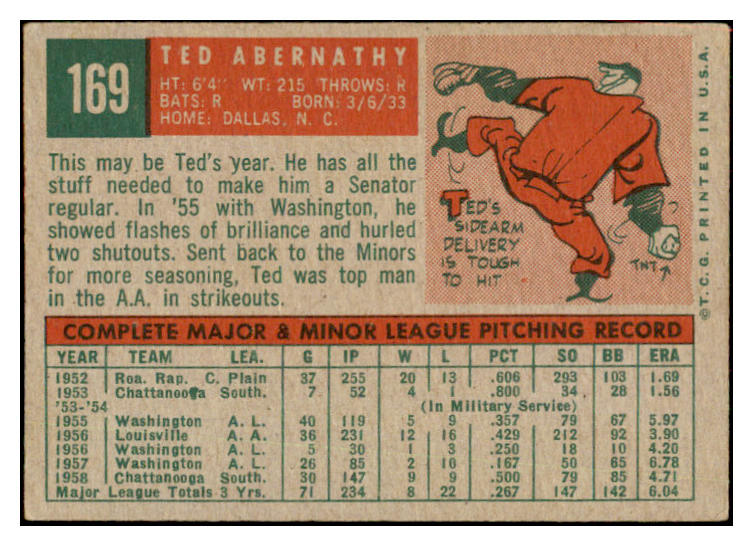 169
TED ABERNATHY
HT: 6'4" WT: 215 THROWS: R
BATS: R BORN: 3/6/33
HOME: DALLAS, N. C.
This may be Ted's year. He has all the
stuff needed to make him a Senator
regular. In '55 with Washington, he
showed flashes of brilliance and hurled
two shutouts. Sent back to the Minors
for more seasoning, Ted was top man
in the A.A. in strikeouts.
TED'S
SIDEARM
DELIVERY
IS TOUGH
TO HIT
TNT
©T.C.G. PRINTED IN U.S.A.
COMPLETE MAJOR & MINOR LEAGUE PITCHING RECORD
YEAR TEAM LEA. G IP W L PCT SO BB ERA
1952 Roa. Rap. C. Plain 37 255 20 13 .606 293 103 1.69
1953 Chattanooga South. 7 52 4 1 .800 34 28 1.56
'53-'54 (In Military Service)
1955 Washington A. L. 40 119 5 9 .357 79 67 5.97
1956 Louisville A. A. 36 231 12 16 .429 212 92 3.90
1956 Washington A. L. 5 30 1 3 .250 18 10 4.20
1957 Washington A. L. 26 85 2 10 .167 50 65 6.78
1958 Chattanooga South. 30 147 9 9 .500 79 85 4.71
Major League Totals 3 Yrs. 71 234 8 22 .267 147 142 6.04